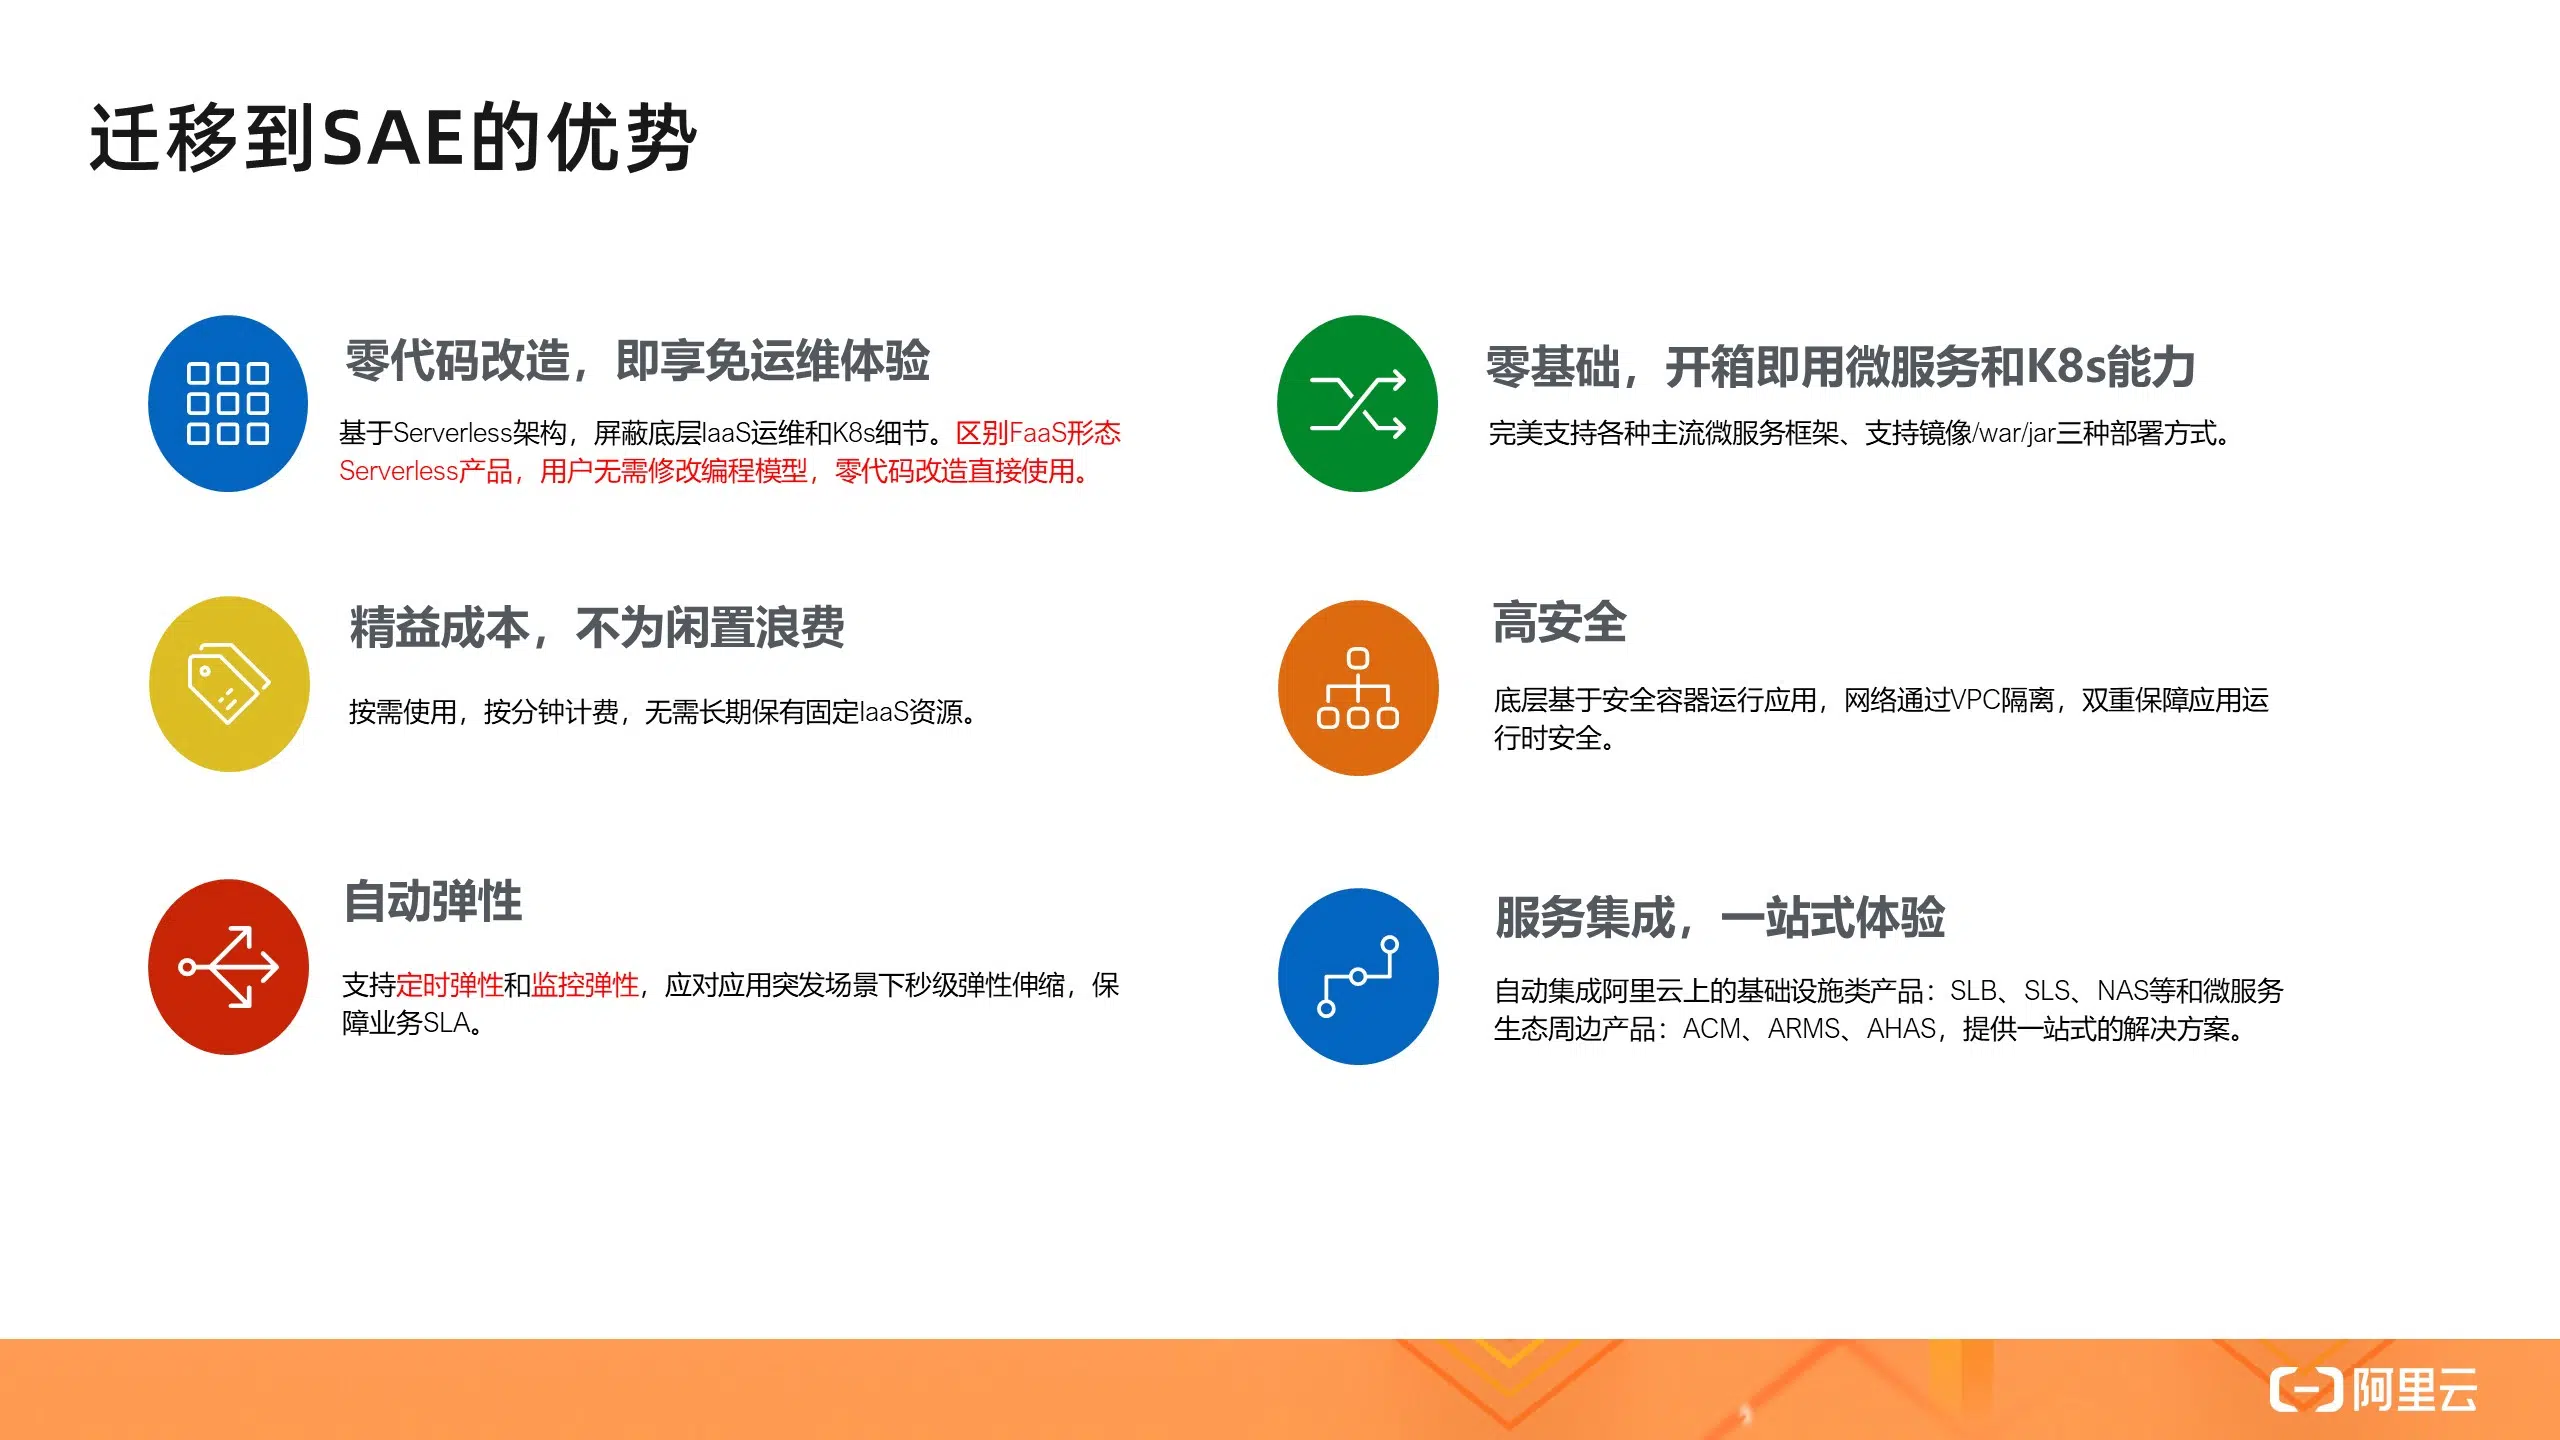 迁移到SAE的优势
零代码改造，即享免运维体验
基于Serverless架构，屏蔽底层IaaS运维和K8s细节。区别FaaS形态
Serverless产品，用户无需修改编程模型，零代码改造直接使用。
零基础，开箱即用微服务和K8s能力
完美支持各种主流微服务框架、支持镜像/war/jar三种部署方式。
精益成本，不为闲置浪费
按需使用，按分钟计费，无需长期保有固定IaaS资源。
高安全
底层基于安全容器运行应用，网络通过VPC隔离，双重保障应用运
行时安全。
自动弹性
支持定时弹性和监控弹性，应对应用突发场景下秒级弹性伸缩，保
障业务SLA。
服务集成，一站式体验
自动集成阿里云上的基础设施类产品：SLB、SLS、NAS等和微服务
生态周边产品：ACM、ARMS、AHAS，提供一站式的解决方案。
阿里云